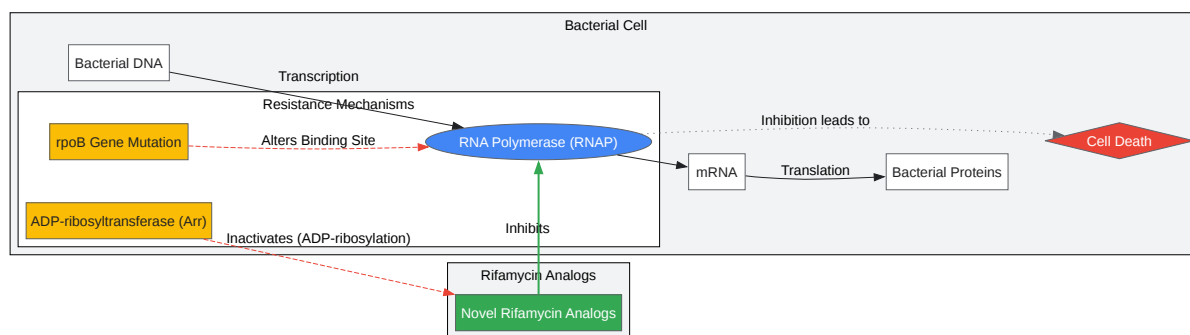 Bacterial Cell
Bacterial DNA
Transcription
Resistance Mechanisms
rpoB Gene Mutation
Alters Binding Site
RNA Polymerase (RNAP)
Inhibition leads to
Cell Death
mRNA
Translation
Bacterial Proteins
ADP-ribosyltransferase (Arr)
Inactivates (ADP-ribosylation)
Inhibits
Rifamycin Analogs
Novel Rifamycin Analogs